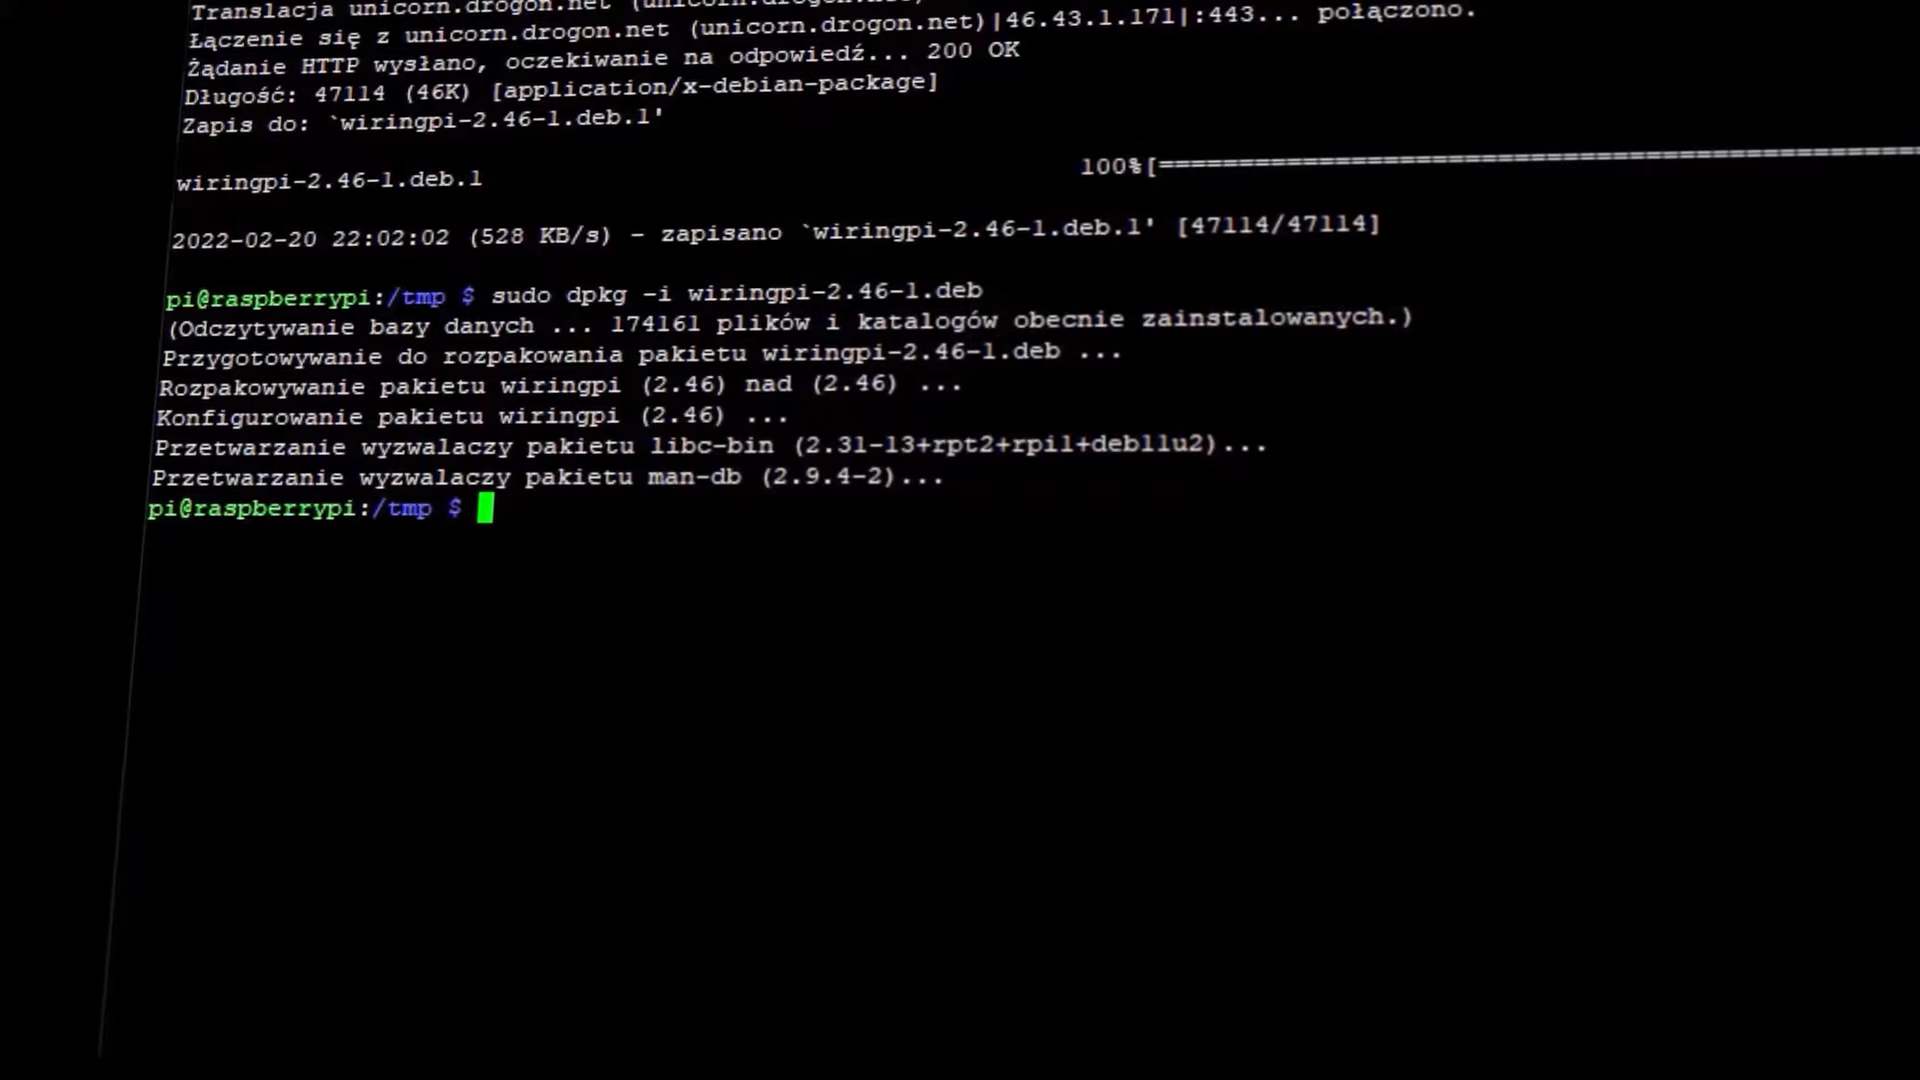 Translacja unicorn.drogon.net
Łączenie się z unicorn.drogon.net (unicorn.drogon.net)|46.43.1.171|:443... połączono.
Żądanie HTTP wysłano, oczekiwanie na odpowiedź... 200 OK
Długość: 47114 (46K) [application/x-debian-package]
Zapis do: `wiringpi-2.46-1.deb.1'
wiringpi-2.46-1.deb.1 100%[================================================
2022-02-20 22:02:02 (528 KB/s) - zapisano `wiringpi-2.46-1.deb.1' [47114/47114]
pi@raspberrypi:/tmp $ sudo dpkg -i wiringpi-2.46-1.deb
(Odczytywanie bazy danych ... 174161 plików i katalogów obecnie zainstalowanych.)
Przygotowywanie do rozpakowania pakietu wiringpi-2.46-1.deb ...
Rozpakowywanie pakietu wiringpi (2.46) nad (2.46) ...
Konfigurowanie pakietu wiringpi (2.46) ...
Przetwarzanie wyzwalaczy pakietu libc-bin (2.31-13+rpt2+rpi1+deb11u2)...
Przetwarzanie wyzwalaczy pakietu man-db (2.9.4-2)...
pi@raspberrypi:/tmp $